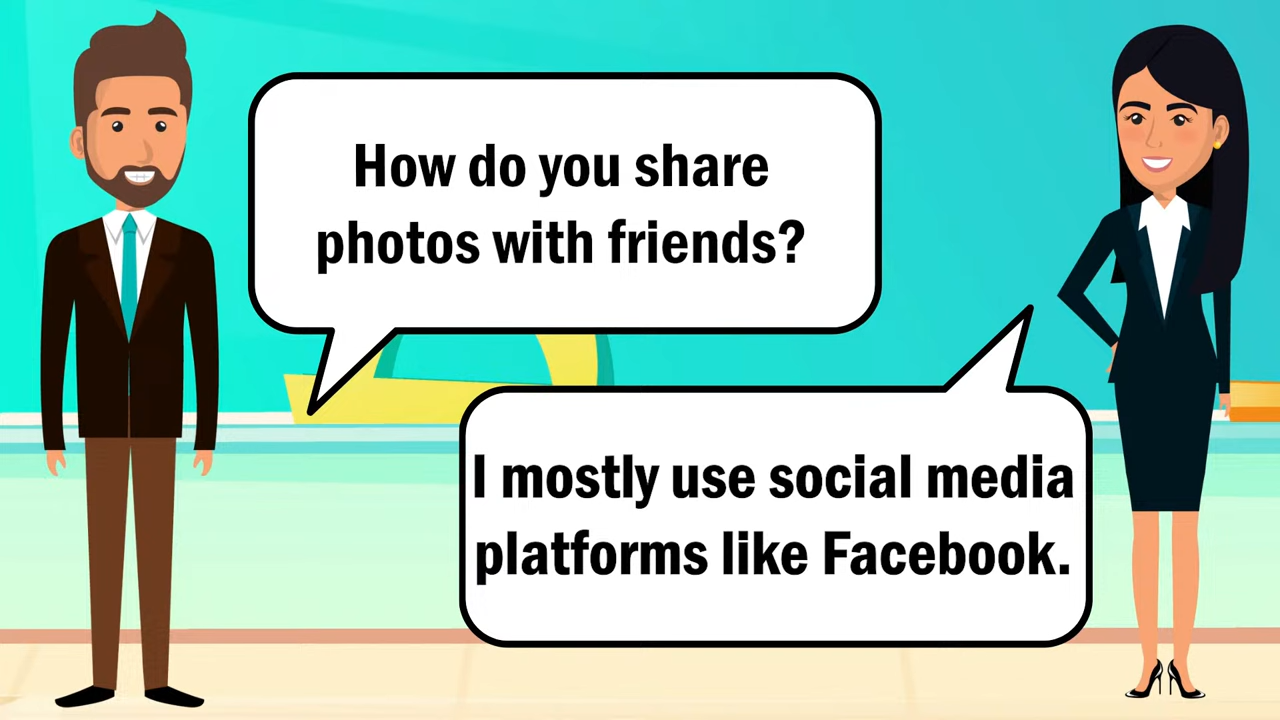 How do you share
photos with friends?
I mostly use social media
platforms like Facebook.